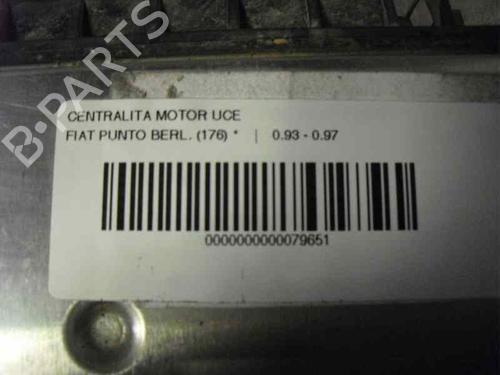 B-PARTS
CENTRALITA MOTOR UCE
FIAT PUNTO BERL. (176) * | 0.93 - 0.97
0000000000079651